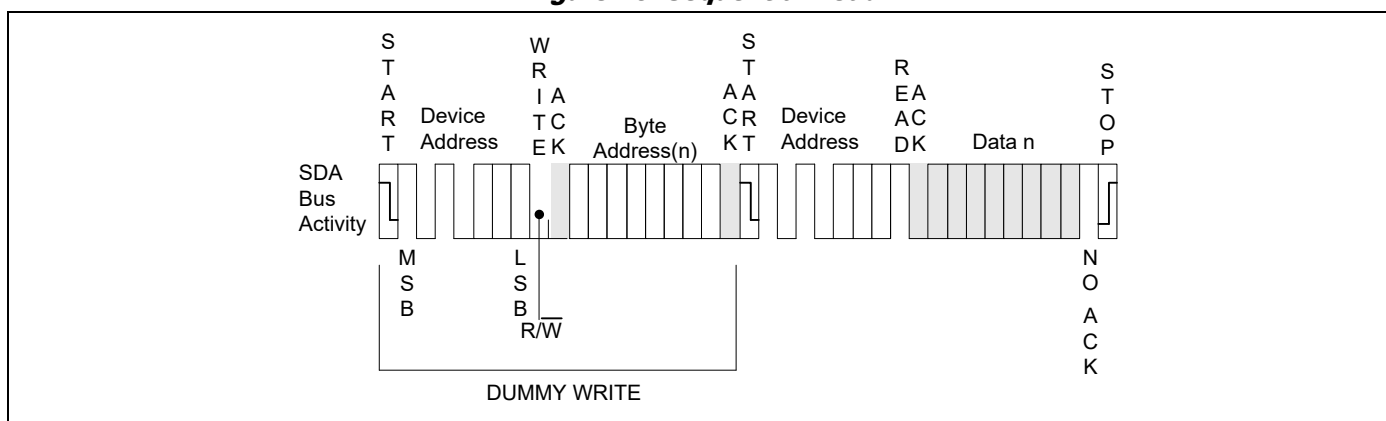 START
Device
Address
WRITE
ACK
Byte
Address(n)
ACK
START
Device
Address
READ
ACK
Data n
STOP
SDA
Bus
Activity
MSB
LSB
R/W
NO ACK
DUMMY WRITE